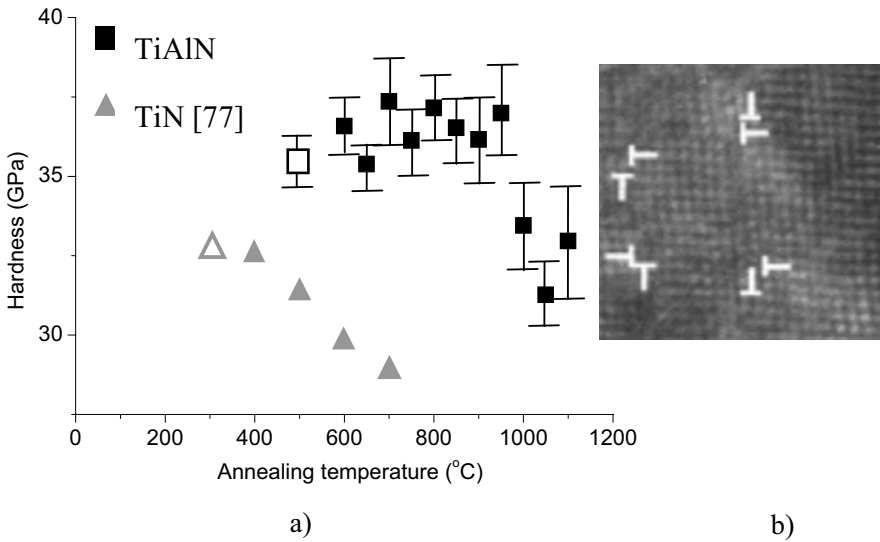 40
TiAlN
TiN [77]
35
30
Hardness (GPa)
0 200 400 600 800 1000 1200
Annealing temperature (°C)
a) b)